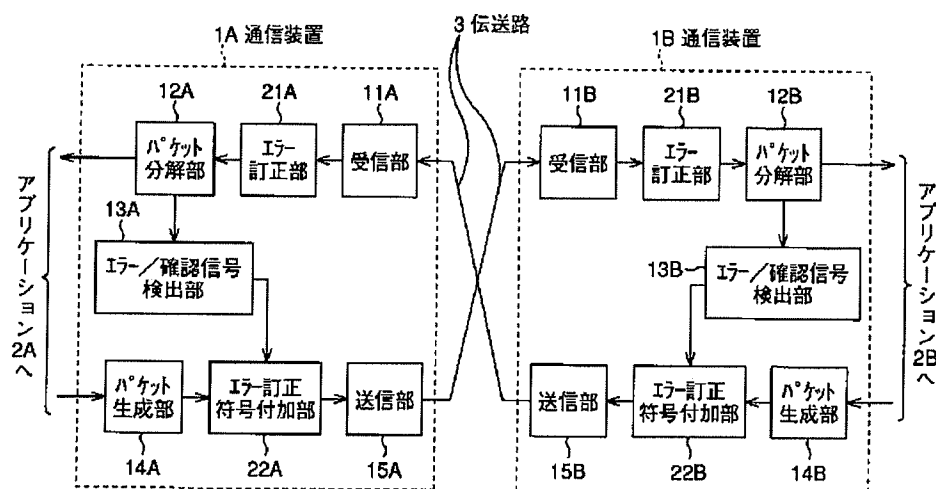 3 伝送路
1A 通信装置
1B 通信装置
12A
21A
11A
11B
21B
12B
ﾊﾟｹｯﾄ
分解部
ｴﾗｰ
訂正部
受信部
受信部
ｴﾗｰ
訂正部
ﾊﾟｹｯﾄ
分解部
13A
ｴﾗｰ／確認信号
検出部
13B
ｴﾗｰ／確認信号
検出部
アプリケーション2Aへ
アプリケーション2Bへ
ﾊﾟｹｯﾄ
生成部
ｴﾗｰ訂正
符号付加部
送信部
送信部
ｴﾗｰ訂正
符号付加部
ﾊﾟｹｯﾄ
生成部
14A
22A
15A
15B
22B
14B